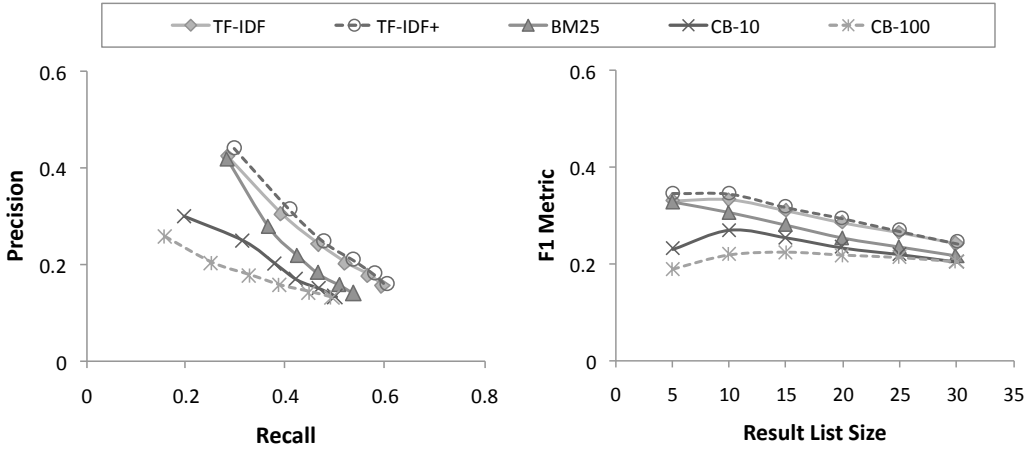 TF-IDF TF-IDF+ BM25 CB-10 CB-100
Precision
0.6
0.4
0.2
0
0 0.2 0.4 0.6 0.8
Recall
F1 Metric
0.6
0.4
0.2
0.0
0 5 10 15 20 25 30 35
Result List Size